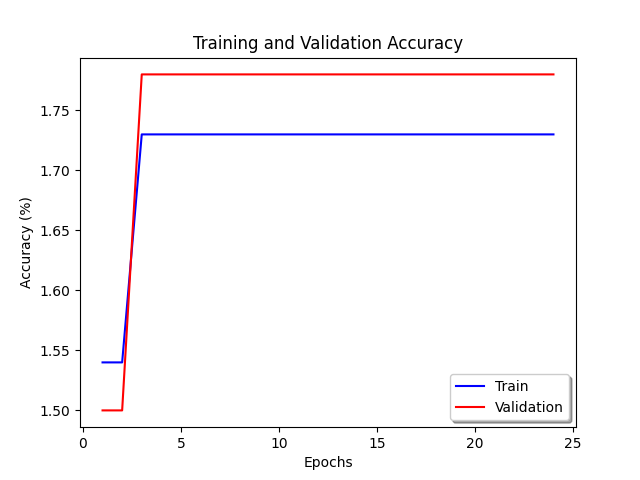 Training and Validation Accuracy
Accuracy (%)
1.75
1.70
1.65
1.60
1.55
1.50
0 5 10 15 20 25
Epochs
Train
Validation